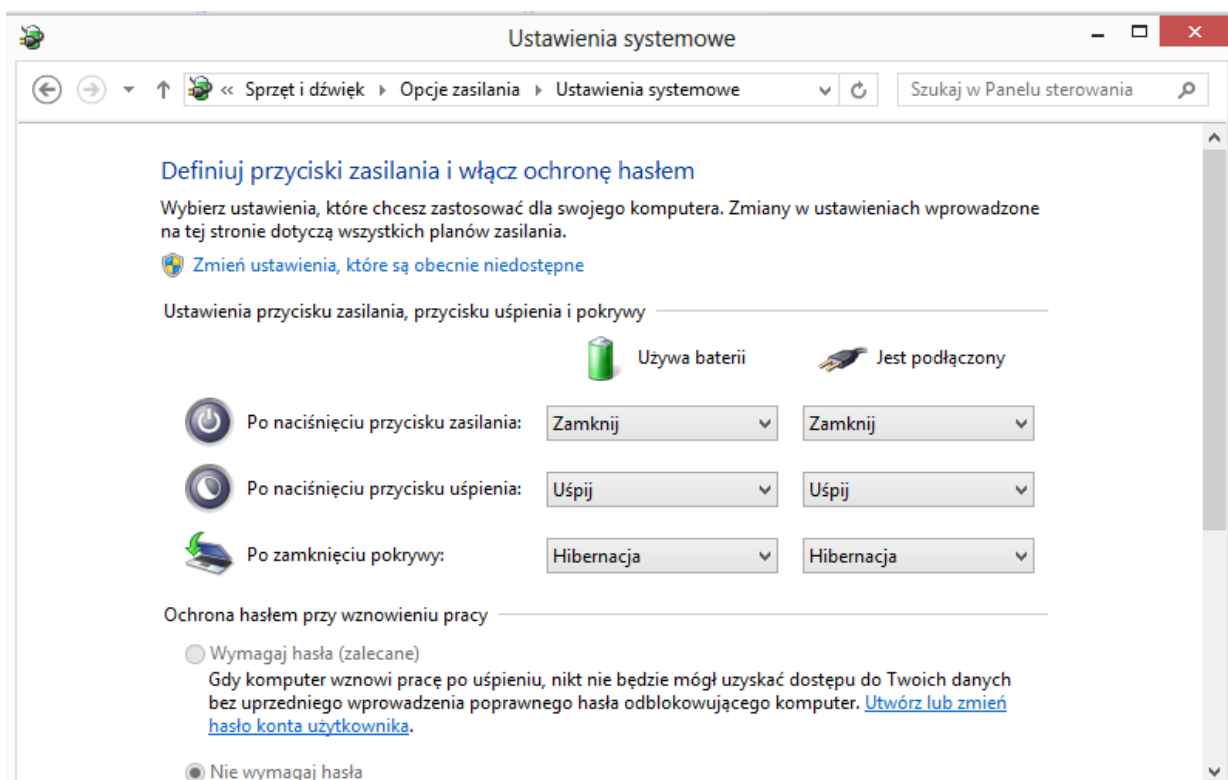 Ustawienia systemowe
« Sprzęt i dźwięk Opcje zasilania Ustawienia systemowe Szukaj w Panelu sterowania
Definiuj przyciski zasilania i włącz ochronę hasłem
Wybierz ustawienia, które chcesz zastosować dla swojego komputera. Zmiany w ustawieniach wprowadzone
na tej stronie dotyczą wszystkich planów zasilania.
Zmień ustawienia, które są obecnie niedostępne
Ustawienia przycisku zasilania, przycisku uśpienia i pokrywy
Używa baterii Jest podłączony
Po naciśnięciu przycisku zasilania: Zamknij Zamknij
Po naciśnięciu przycisku uśpienia: Uśpij Uśpij
Po zamknięciu pokrywy: Hibernacja Hibernacja
Ochrona hasłem przy wznowieniu pracy
Wymagaj hasła (zalecane)
Gdy komputer wznowi pracę po uśpieniu, nikt nie będzie mógł uzyskać dostępu do Twoich danych
bez uprzedniego wprowadzenia poprawnego hasła odblokowującego komputer. Utwórz lub zmień
hasło konta użytkownika.
Nie wymagaj hasła